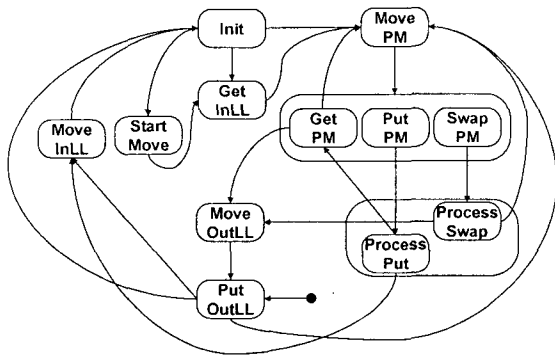 Init
Move
PM
Get
InLL
Move
InLL
Start
Move
Get
PM
Put
PM
Swap
PM
Move
OutLL
Process
Swap
Process
Put
Put
OutLL